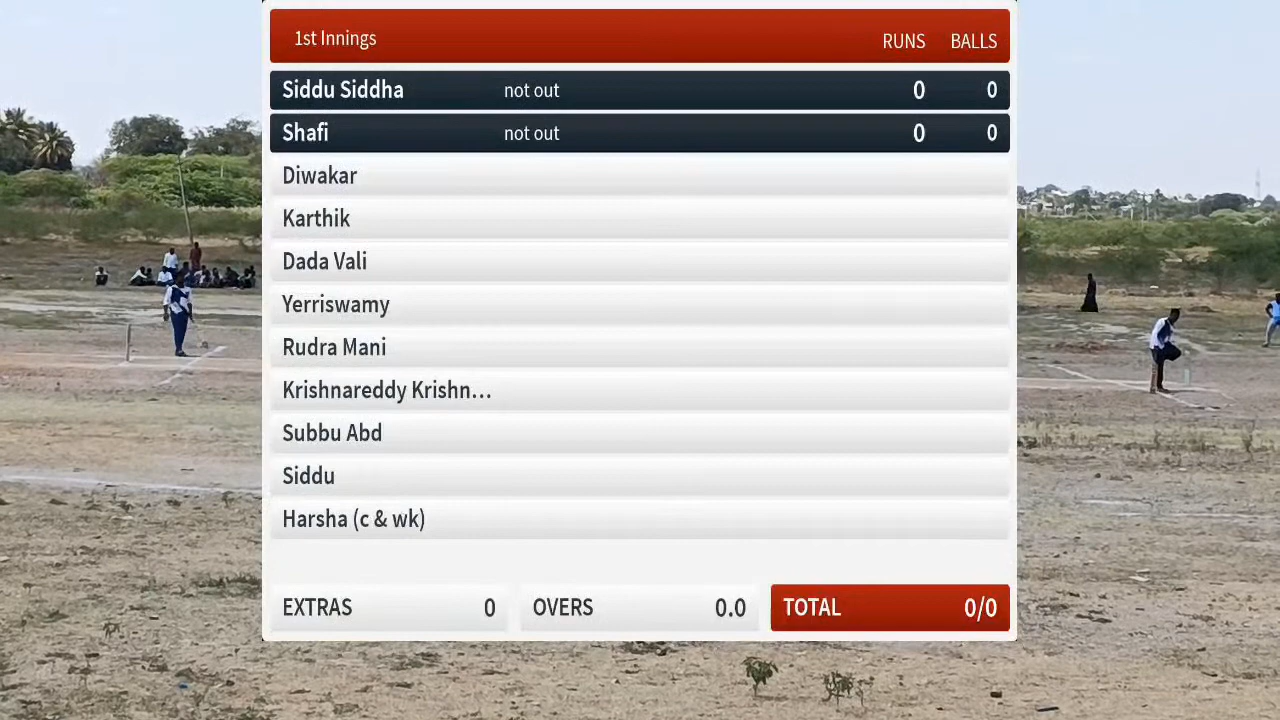 1st Innings RUNS BALLS
Siddu Siddha not out 0 0
Shafi not out 0 0
Diwakar
Karthik
Dada Vali
Yerriswamy
Rudra Mani
Krishnareddy Krishn...
Subbu Abd
Siddu
Harsha (c & wk)
EXTRAS 0 OVERS 0.0 TOTAL 0/0